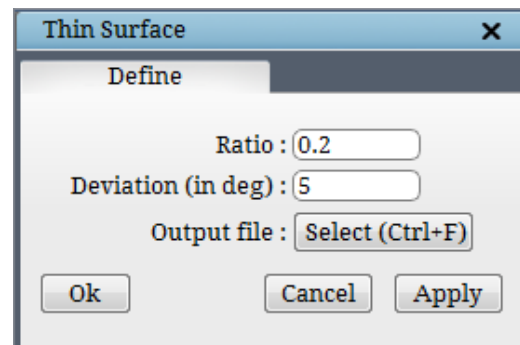 Thin Surface ×
Define
Ratio : 0.2
Deviation (in deg) : 5
Output file : Select (Ctrl+F)
Ok Cancel Apply